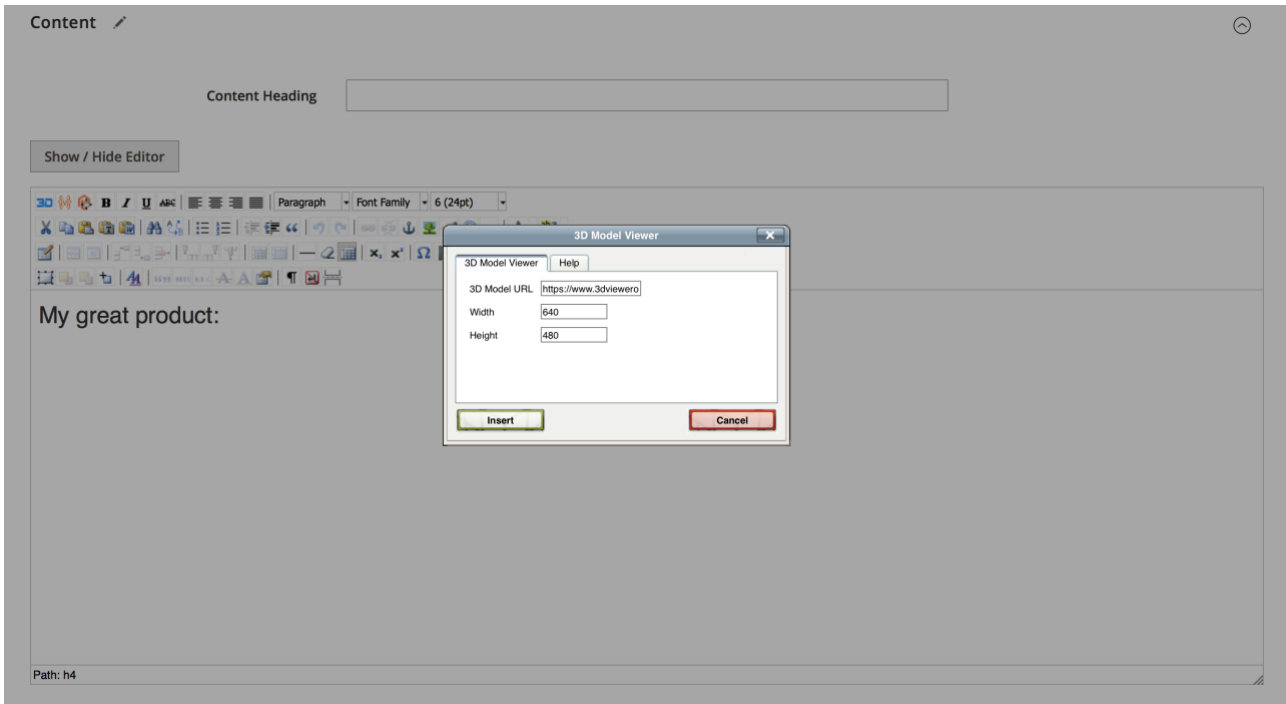 Content
Content Heading
Show / Hide Editor
3D B I U ABC Paragraph Font Family 6 (24pt)
3D Model Viewer
3D Model Viewer Help
3D Model URL https://www.3dviewero
Width 640
Height 480
Insert Cancel
My great product:
Path: h4